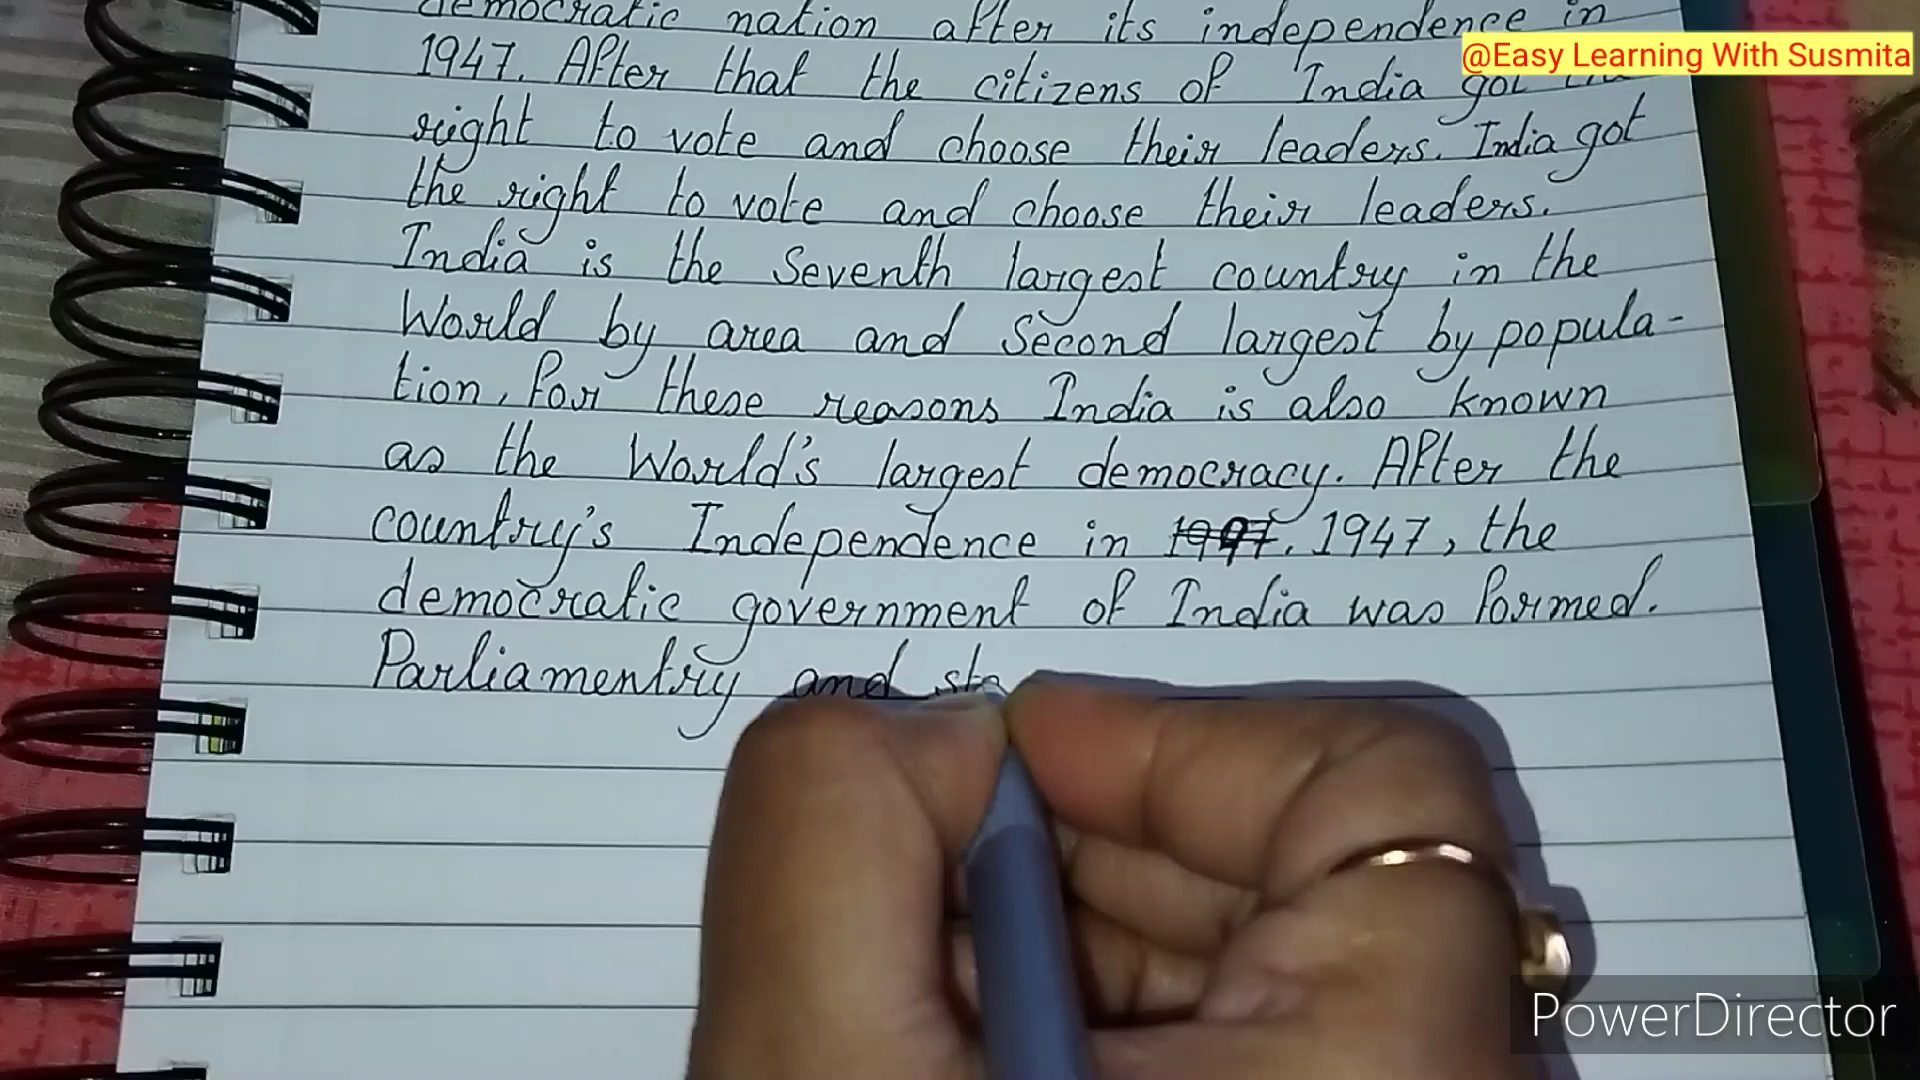 democratic nation after its independence in
@Easy Learning With Susmita
1947. After that the citizens of India got
right to vote and choose their leaders. India got
the right to vote and choose their leaders.
India is the Seventh largest country in the
World by area and Second largest by popula-
tion, for these reasons India is also known
as the World's largest democracy. After the
country's Independence in 1947, the
democratic government of India was formed.
Parliamentry and
PowerDirector